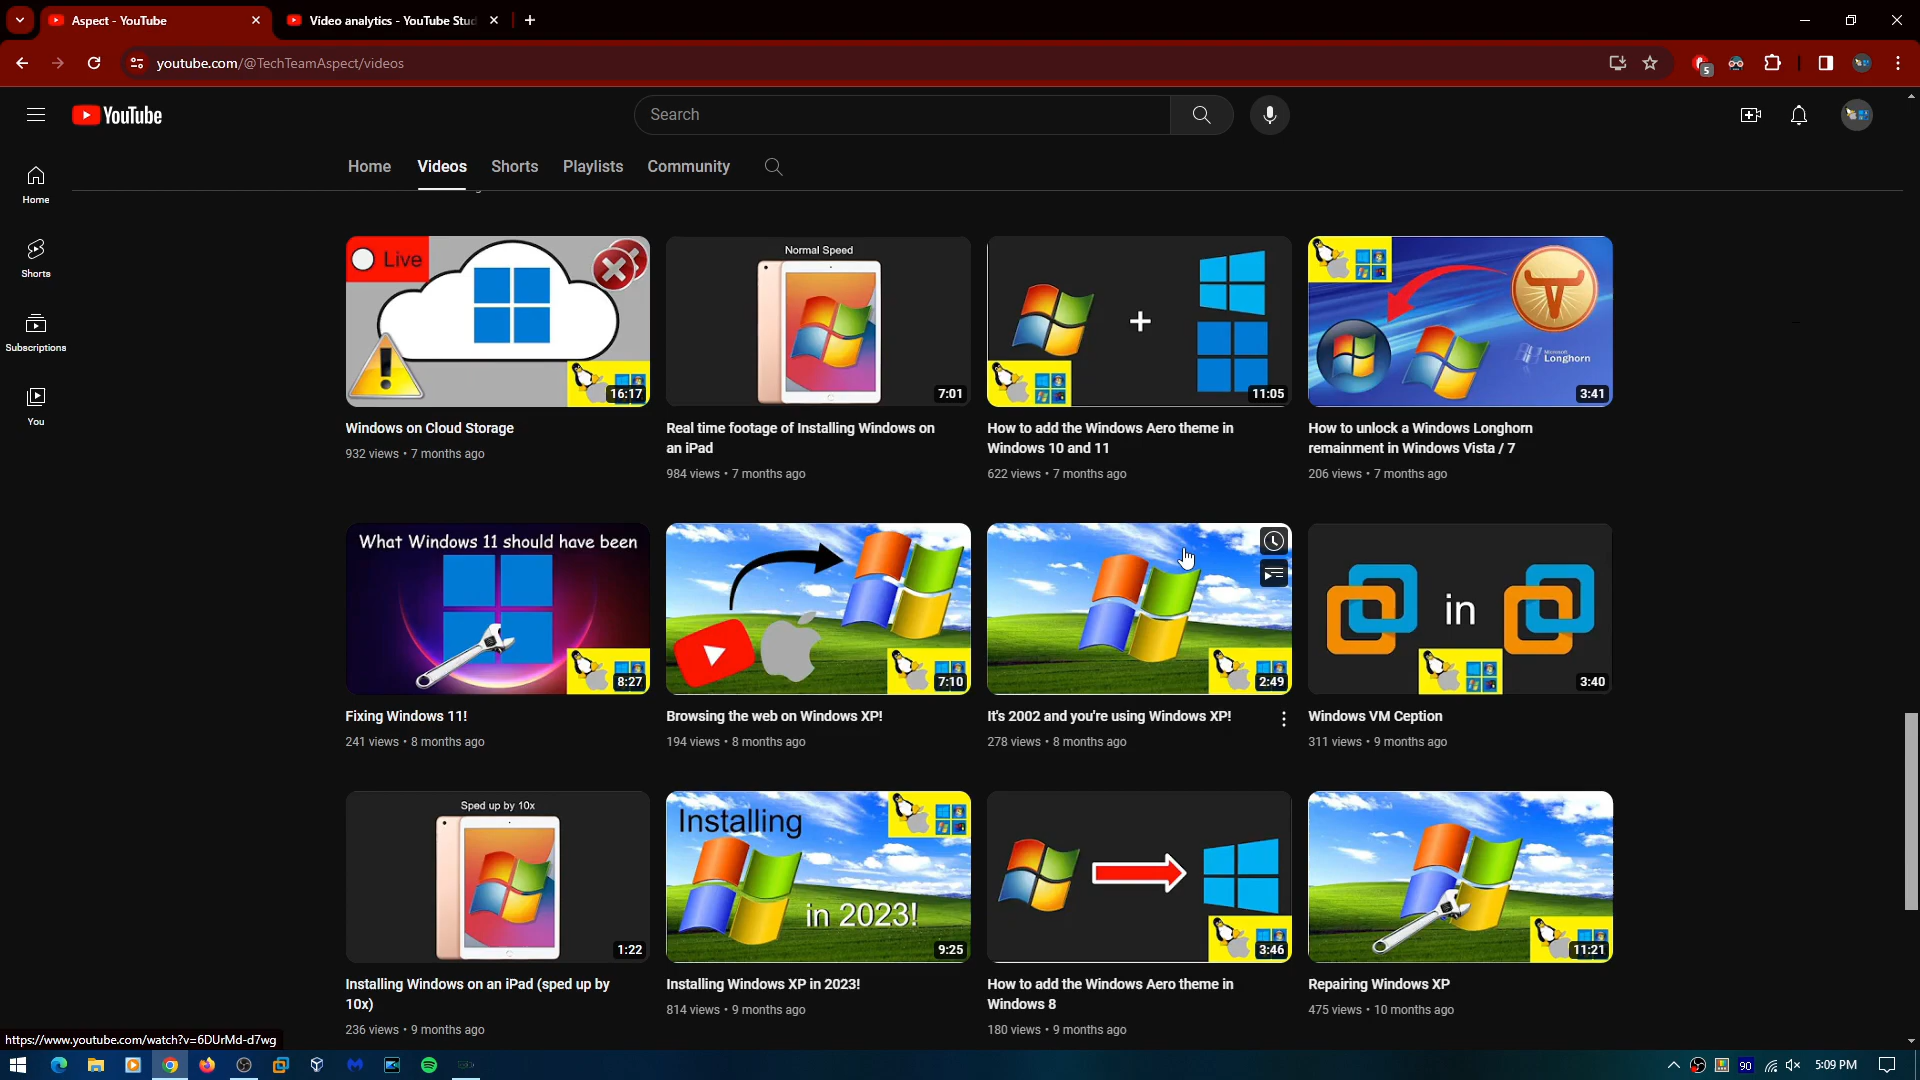 Aspect - YouTube
Video analytics - YouTube Stud
youtube.com/@TechTeamAspect/videos
5
YouTube
Search
Home
Videos
Shorts
Playlists
Community
Home
Shorts
Subscriptions
You
Live
16:17
Windows on Cloud Storage
932 views • 7 months ago
Normal Speed
7:01
Real time footage of Installing Windows on
an iPad
984 views • 7 months ago
+
11:05
How to add the Windows Aero theme in
Windows 10 and 11
622 views • 7 months ago
Microsoft
Longhorn
3:41
How to unlock a Windows Longhorn
remainment in Windows Vista / 7
206 views • 7 months ago
What Windows 11 should have been
8:27
Fixing Windows 11!
241 views • 8 months ago
7:10
Browsing the web on Windows XP!
194 views • 8 months ago
2:49
It's 2002 and you're using Windows XP!
278 views • 8 months ago
in
3:40
Windows VM Ception
311 views • 9 months ago
Sped up by 10x
1:22
Installing Windows on an iPad (sped up by
10x)
236 views • 9 months ago
Installing
in 2023!
9:25
Installing Windows XP in 2023!
814 views • 9 months ago
3:46
How to add the Windows Aero theme in
Windows 8
180 views • 9 months ago
11:21
Repairing Windows XP
475 views • 10 months ago
https://www.youtube.com/watch?v=6DUrMd-d7wg
90
5:09 PM